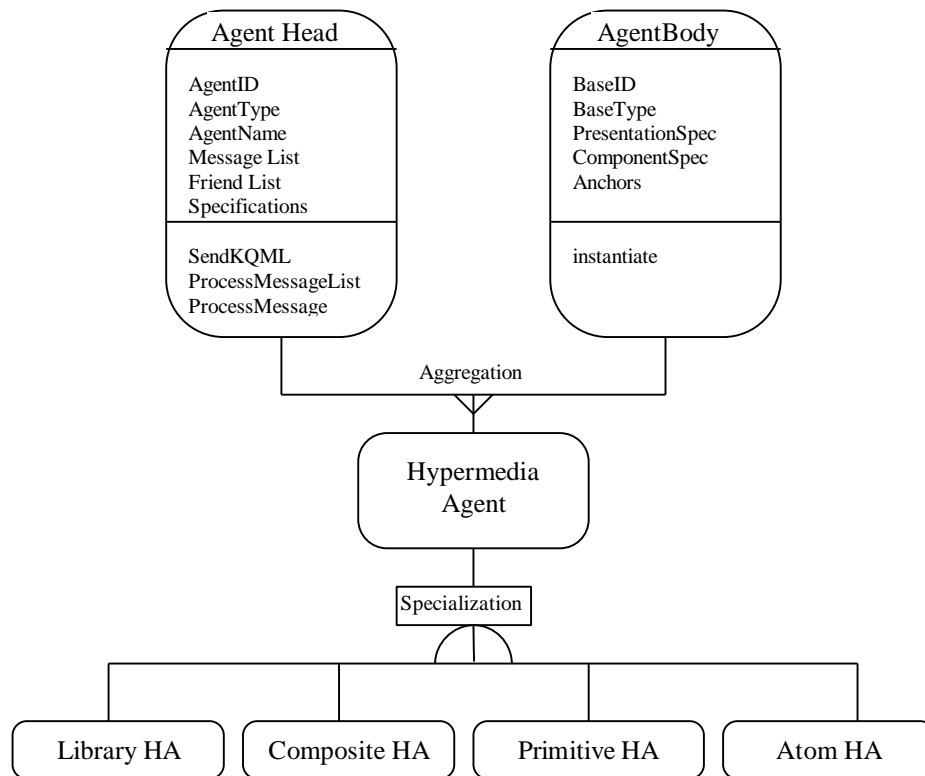 Agent Head
AgentID
AgentType
AgentName
Message List
Friend List
Specifications
SendKQML
ProcessMessageList
ProcessMessage
AgentBody
BaseID
BaseType
PresentationSpec
ComponentSpec
Anchors
instantiate
Aggregation
Hypermedia
Agent
Specialization
Library HA
Composite HA
Primitive HA
Atom HA